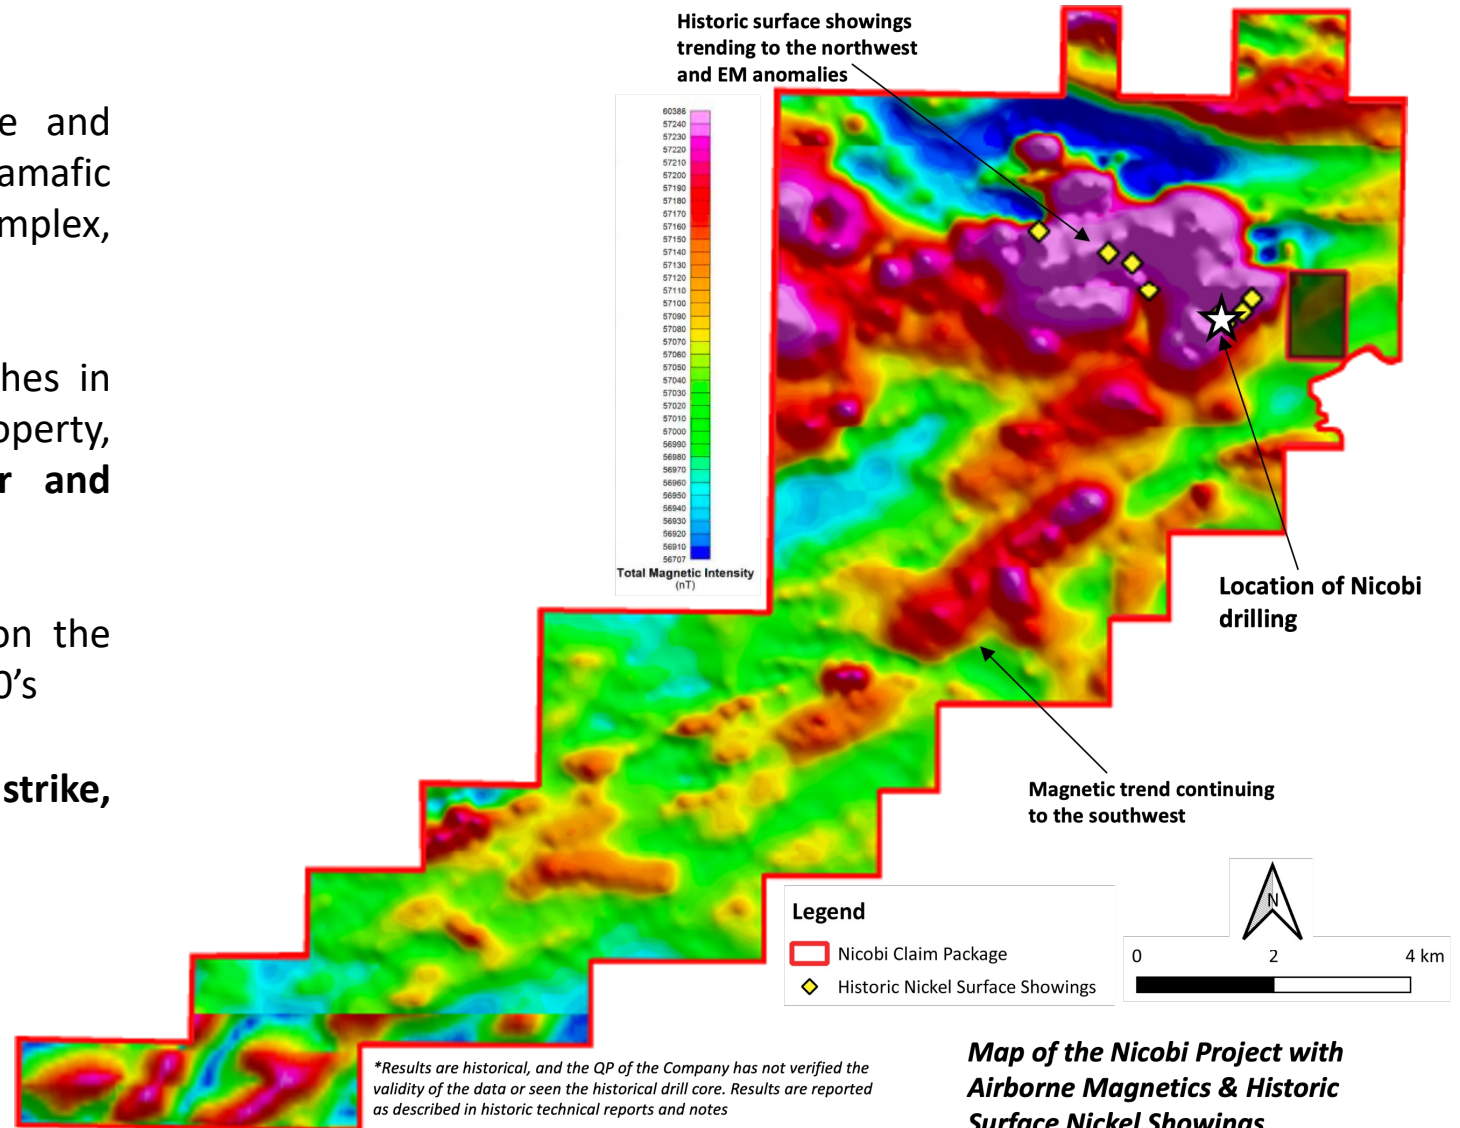 Historic surface showings
trending to the northwest
and EM anomalies
e and
amafic
omplex,
hes in
operty,
r and
on the
0's
strike,
60386
57240
57230
57220
57210
57200
57190
57180
57170
57160
57150
57140
57130
57120
57110
57100
57090
57080
57070
57060
57050
57040
57030
57020
57010
57000
56990
56980
56970
56960
56950
56940
56930
56920
56910
56707
Total Magnetic Intensity
(nT)
Location of Nicobi
drilling
Magnetic trend continuing
to the southwest
Legend
Nicobi Claim Package
Historic Nickel Surface Showings
N
0 2 4 km
*Results are historical, and the QP of the Company has not verified the
validity of the data or seen the historical drill core. Results are reported
as described in historic technical reports and notes
Map of the Nicobi Project with
Airborne Magnetics & Historic
Surface Nickel Showings